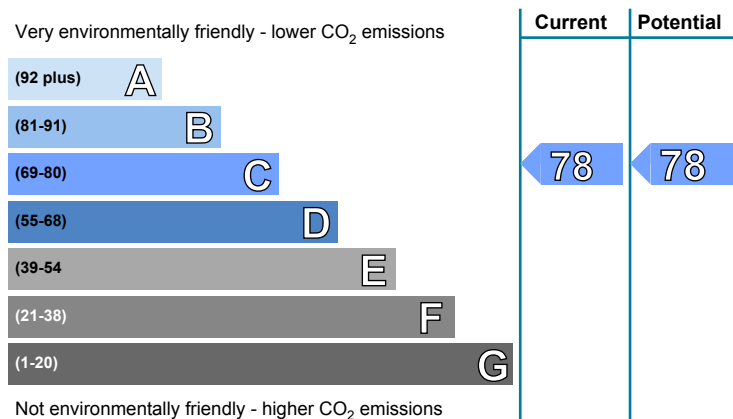 Very environmentally friendly - lower CO₂ emissions
Current
Potential
(92 plus) A
(81-91) B
(69-80) C
78
78
(55-68) D
(39-54 E
(21-38) F
(1-20) G
Not environmentally friendly - higher CO₂ emissions